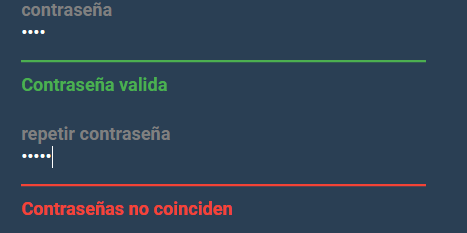 contraseña
••••
Contraseña valida
repetir contraseña
•••••
Contraseñas no coinciden